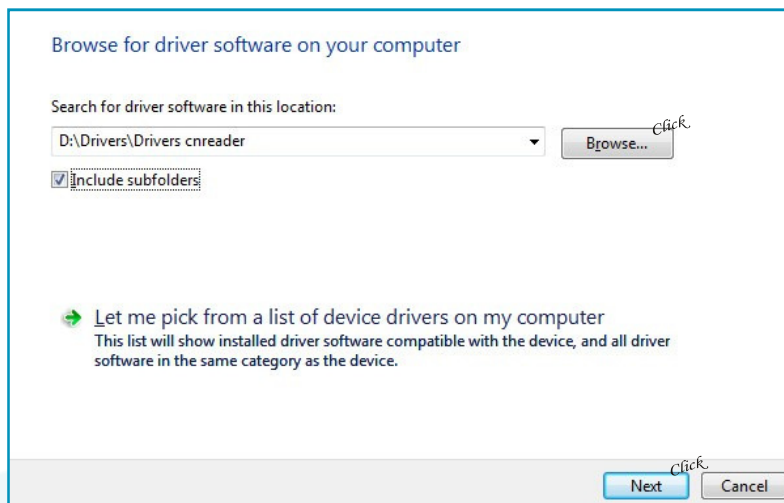 Browse for driver software on your computer
Search for driver software in this location:
D:\Drivers\Drivers cnreader
Click
Browse...
Include subfolders
Let me pick from a list of device drivers on my computer
This list will show installed driver software compatible with the device, and all driver
software in the same category as the device.
Click
Next
Cancel